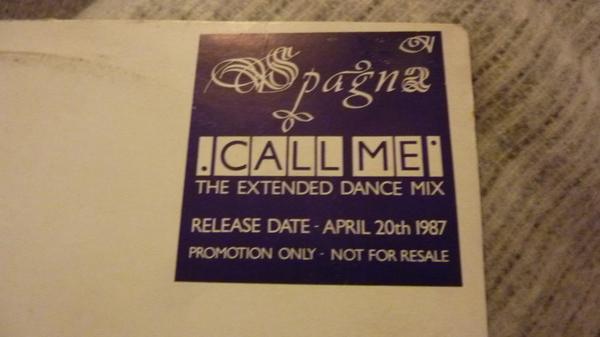 Spagna
.CALL ME·
THE EXTENDED DANCE MIX
RELEASE DATE - APRIL 20th 1987
PROMOTION ONLY - NOT FOR RESALE